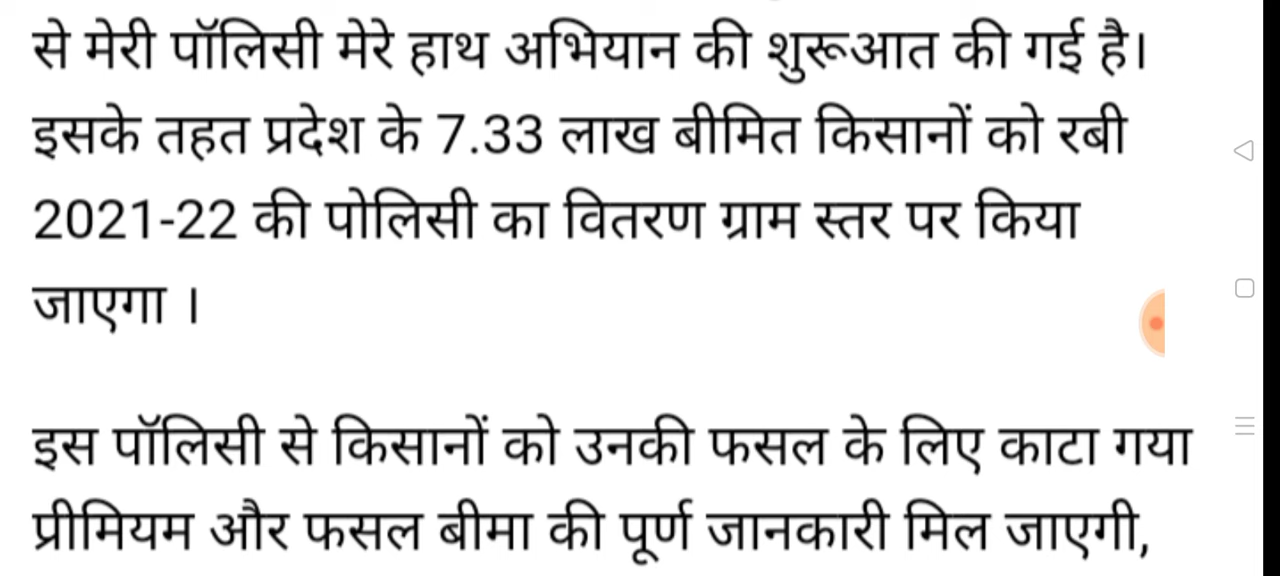 से मेरी पॉलिसी मेरे हाथ अभियान की शुरूआत की गई है।
इसके तहत प्रदेश के 7.33 लाख बीमित किसानों को रबी
2021-22 की पोलिसी का वितरण ग्राम स्तर पर किया
जाएगा ।
इस पॉलिसी से किसानों को उनकी फसल के लिए काटा गया
प्रीमियम और फसल बीमा की पूर्ण जानकारी मिल जाएगी,